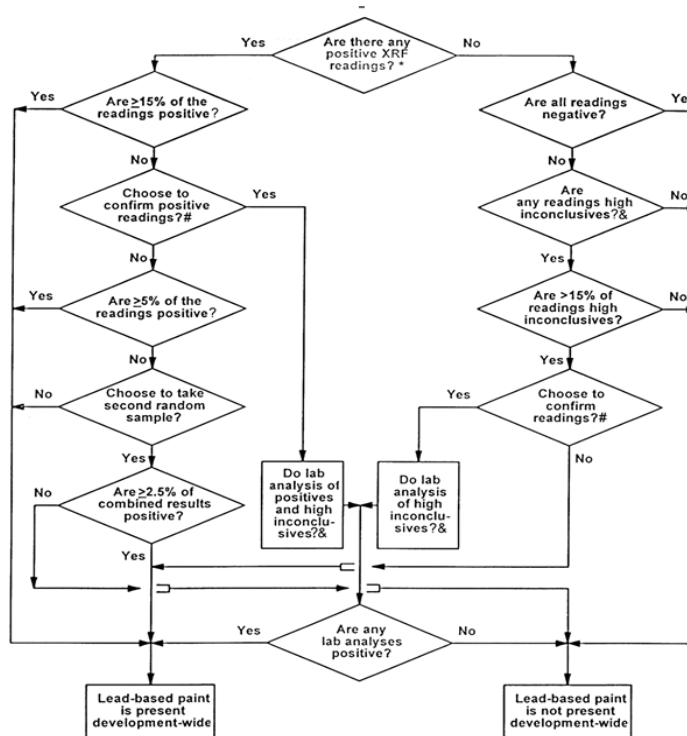 Are there any
positive XRF
readings? *
Yes
No
Are ≥15% of the
readings positive?
Yes
No
Are all readings
negative?
Ye
No
Choose to
confirm positive
readings?#
Yes
No
Are
any readings high
inconclusives?&
No
Yes
Are ≥5% of the
readings positive?
Yes
No
Are >15% of
readings high
inconclusives?
No
Yes
Choose to take
second random
sample?
No
Yes
Choose to
confirm
readings?#
Yes
No
Are ≥2.5% of
combined results
positive?
No
Yes
Do lab
analysis of
positives
and high
inconclu-
sives?&
Do lab
analysis
of high
inconclu-
sives?&
Are any
lab analyses
positive?
Yes
No
Lead-based paint
is present
development-wide
Lead-based paint
is not present
development-wide